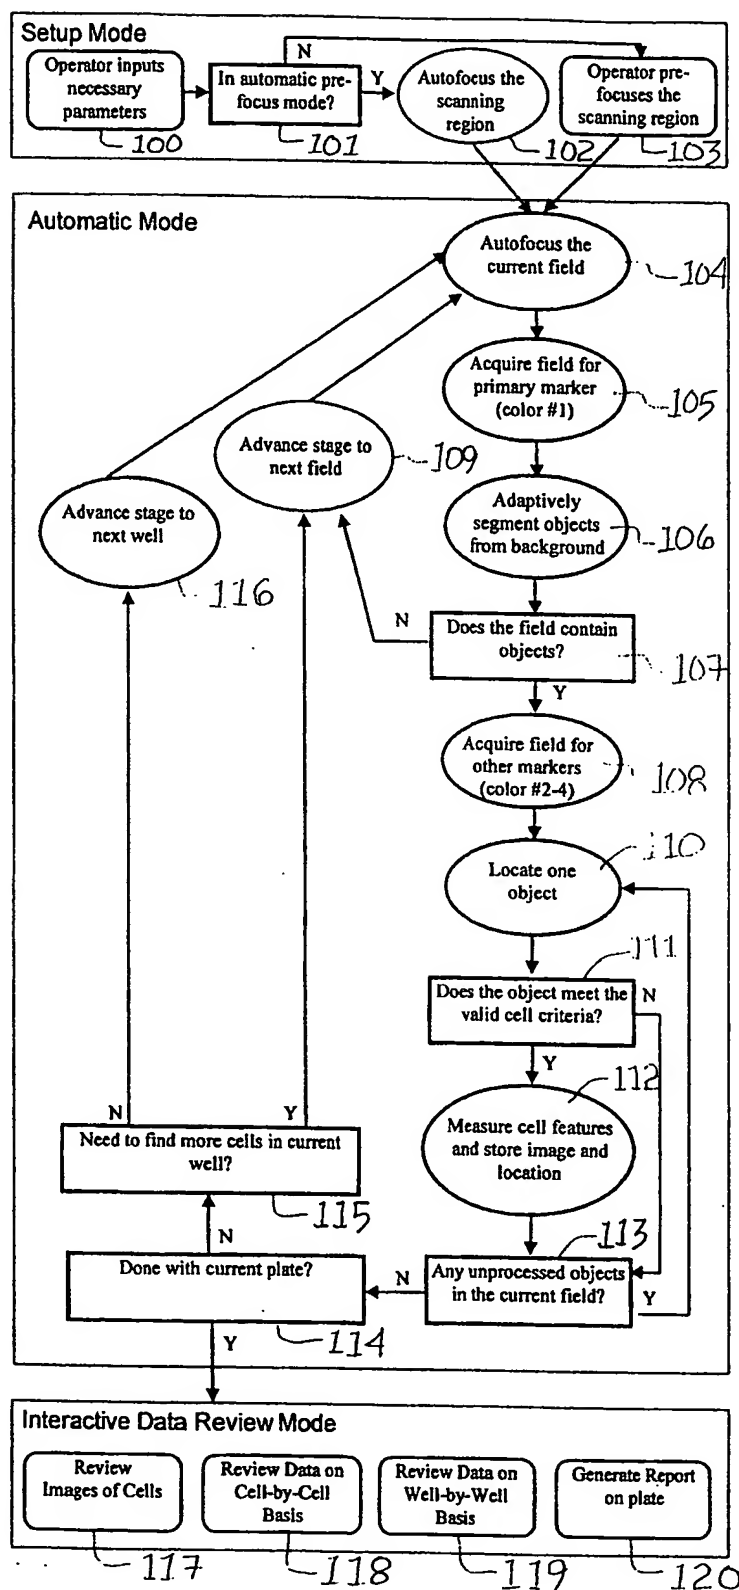 Setup Mode
N
Operator inputs
necessary
parameters
100
In automatic pre-
focus mode?
101
Y
Autofocus the
scanning
region
102
Operator pre-
focuses the
scanning region
103
Automatic Mode
Autofocus the
current field
104
Acquire field for
primary marker
(color #1)
105
Advance stage to
next field
109
Advance stage to
next well
116
Adaptively
segment objects
from background
106
N
Does the field contain
objects?
107
Y
Acquire field for
other markers
(color #2-4)
108
Locate one
object
110
111
Does the object meet the
valid cell criteria?
N
Y
112
Measure cell features
and store image and
location
N
Y
Need to find more cells in current
well?
115
N
113
Any unprocessed objects
in the current field?
Y
N
Done with current plate?
114
Y
Interactive Data Review Mode
Review
Images of Cells
117
Review Data on
Cell-by-Cell
Basis
118
Review Data on
Well-by-Well
Basis
119
Generate Report
on plate
120